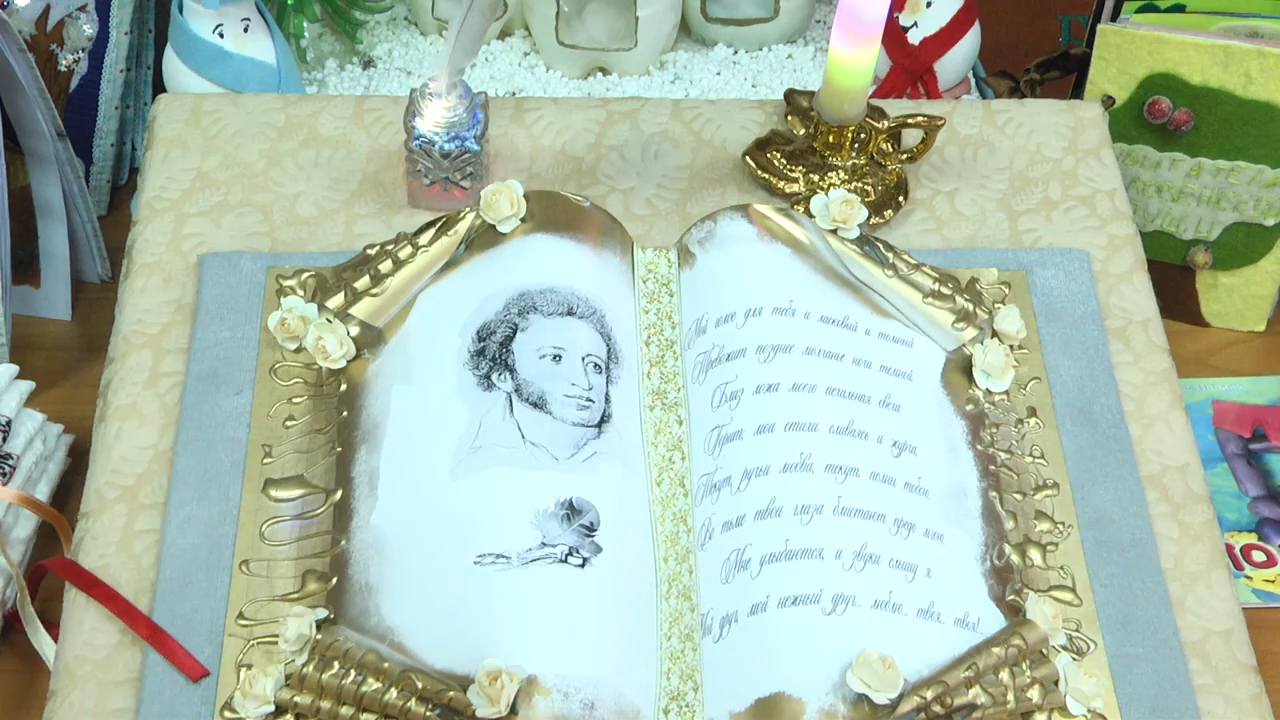 Мой голос для тебя и ласковый и томный
Тревожит позднее молчанье ночи темной.
Близ ложа моего печальная свеча
Горит; мои стихи, сливаясь и журча,
Текут, ручьи любви, текут, полны тобою.
Во тьме твои глаза блистают предо мною,
Мне улыбаются, и звуки слышу я:
Мой друг, мой нежный друг... люблю... твоя... твоя!..